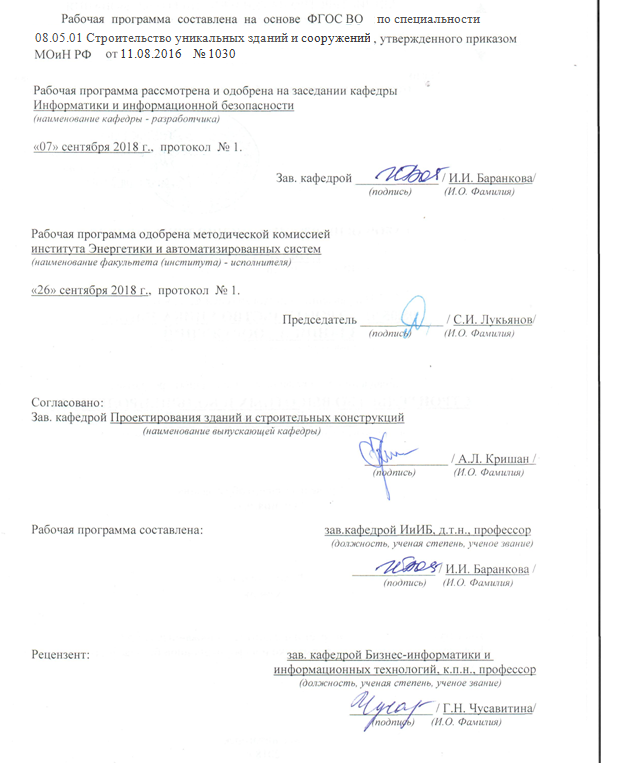 Рабочая программа составлена на основе ФГОС ВО по специальности
08.05.01 Строительство уникальных зданий и сооружений , утвержденного приказом
МОиН РФ от 11.08.2016 № 1030
Рабочая программа рассмотрена и одобрена на заседании кафедры
Информатики и информационной безопасности
(наименование кафедры - разработчика)
«07» сентября 2018 г., протокол № 1.
Зав. кафедрой / И.И. Баранкова/
(подпись) (И.О. Фамилия)
Рабочая программа одобрена методической комиссией
института Энергетики и автоматизированных систем
(наименование факультета (института) - исполнителя)
«26» сентября 2018 г., протокол № 1.
Председатель / С.И. Лукьянов/
(подпись) (И.О. Фамилия)
Согласовано:
Зав. кафедрой Проектирования зданий и строительных конструкций
(наименование выпускающей кафедры)
/ А.Л. Кришан /
(подпись) (И.О. Фамилия)
Рабочая программа составлена: зав.кафедрой ИиИБ, д.т.н., профессор
(должность, ученая степень, ученое звание)
/ И.И. Баранкова /
(подпись) (И.О. Фамилия)
Рецензент: зав. кафедрой Бизнес-информатики и
информационных технологий, к.п.н., профессор
(должность, ученая степень, ученое звание)
/ Г.Н. Чусавитина/
(подпись) (И.О. Фамилия)